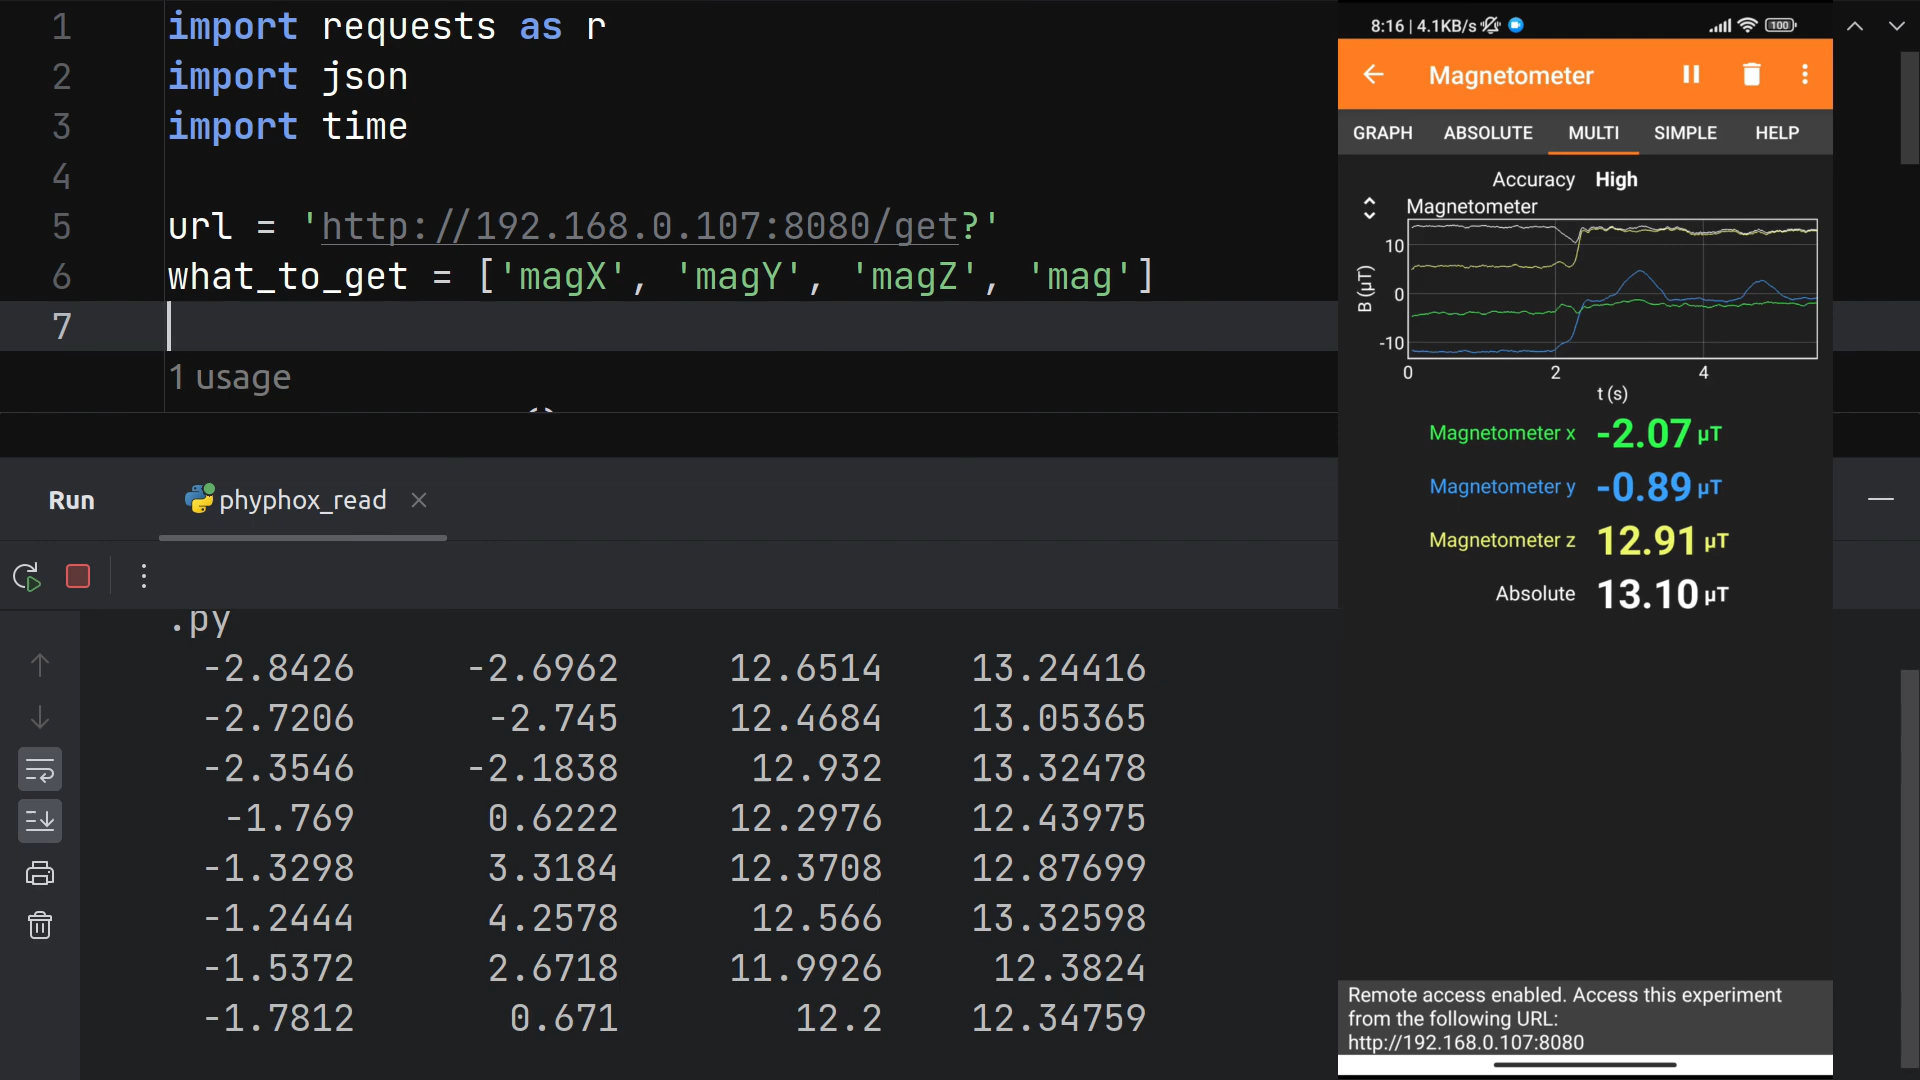 1 import requests as r
2 import json
3 import time
4
5 url = 'http://192.168.0.107:8080/get?'
6 what_to_get = ['magX', 'magY', 'magZ', 'mag']
7
1 usage
Run phyphox_read
.py
-2.8426 -2.6962 12.6514 13.24416
-2.7206 -2.745 12.4684 13.05365
-2.3546 -2.1838 12.932 13.32478
-1.769 0.6222 12.2976 12.43975
-1.3298 3.3184 12.3708 12.87699
-1.2444 4.2578 12.566 13.32598
-1.5372 2.6718 11.9926 12.3824
-1.7812 0.671 12.2 12.34759
8:16 | 4.1KB/s 100
Magnetometer
GRAPH ABSOLUTE MULTI SIMPLE HELP
Accuracy High
Magnetometer
B (µT)
10
0
-10
0 2 4
t (s)
Magnetometer x -2.07 µT
Magnetometer y -0.89 µT
Magnetometer z 12.91 µT
Absolute 13.10 µT
Remote access enabled. Access this experiment
from the following URL:
http://192.168.0.107:8080